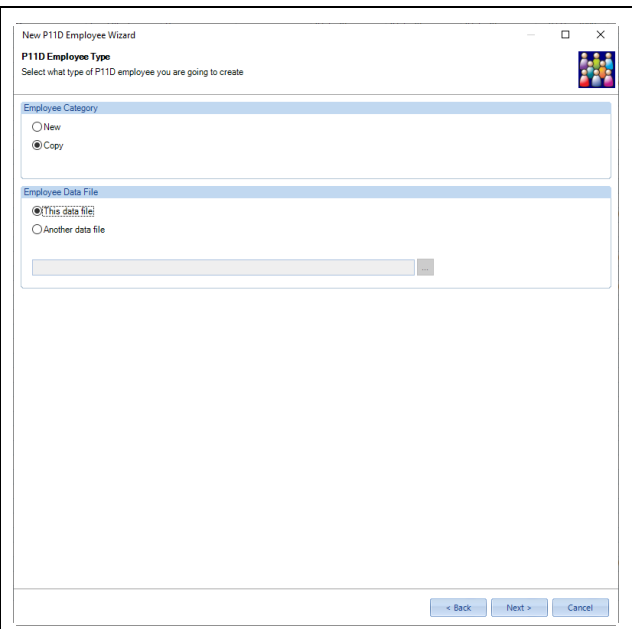 New P11D Employee Wizard
P11D Employee Type
Select what type of P11D employee you are going to create
Employee Category
New
Copy
Employee Data File
This data file
Another data file
...
< Back Next > Cancel